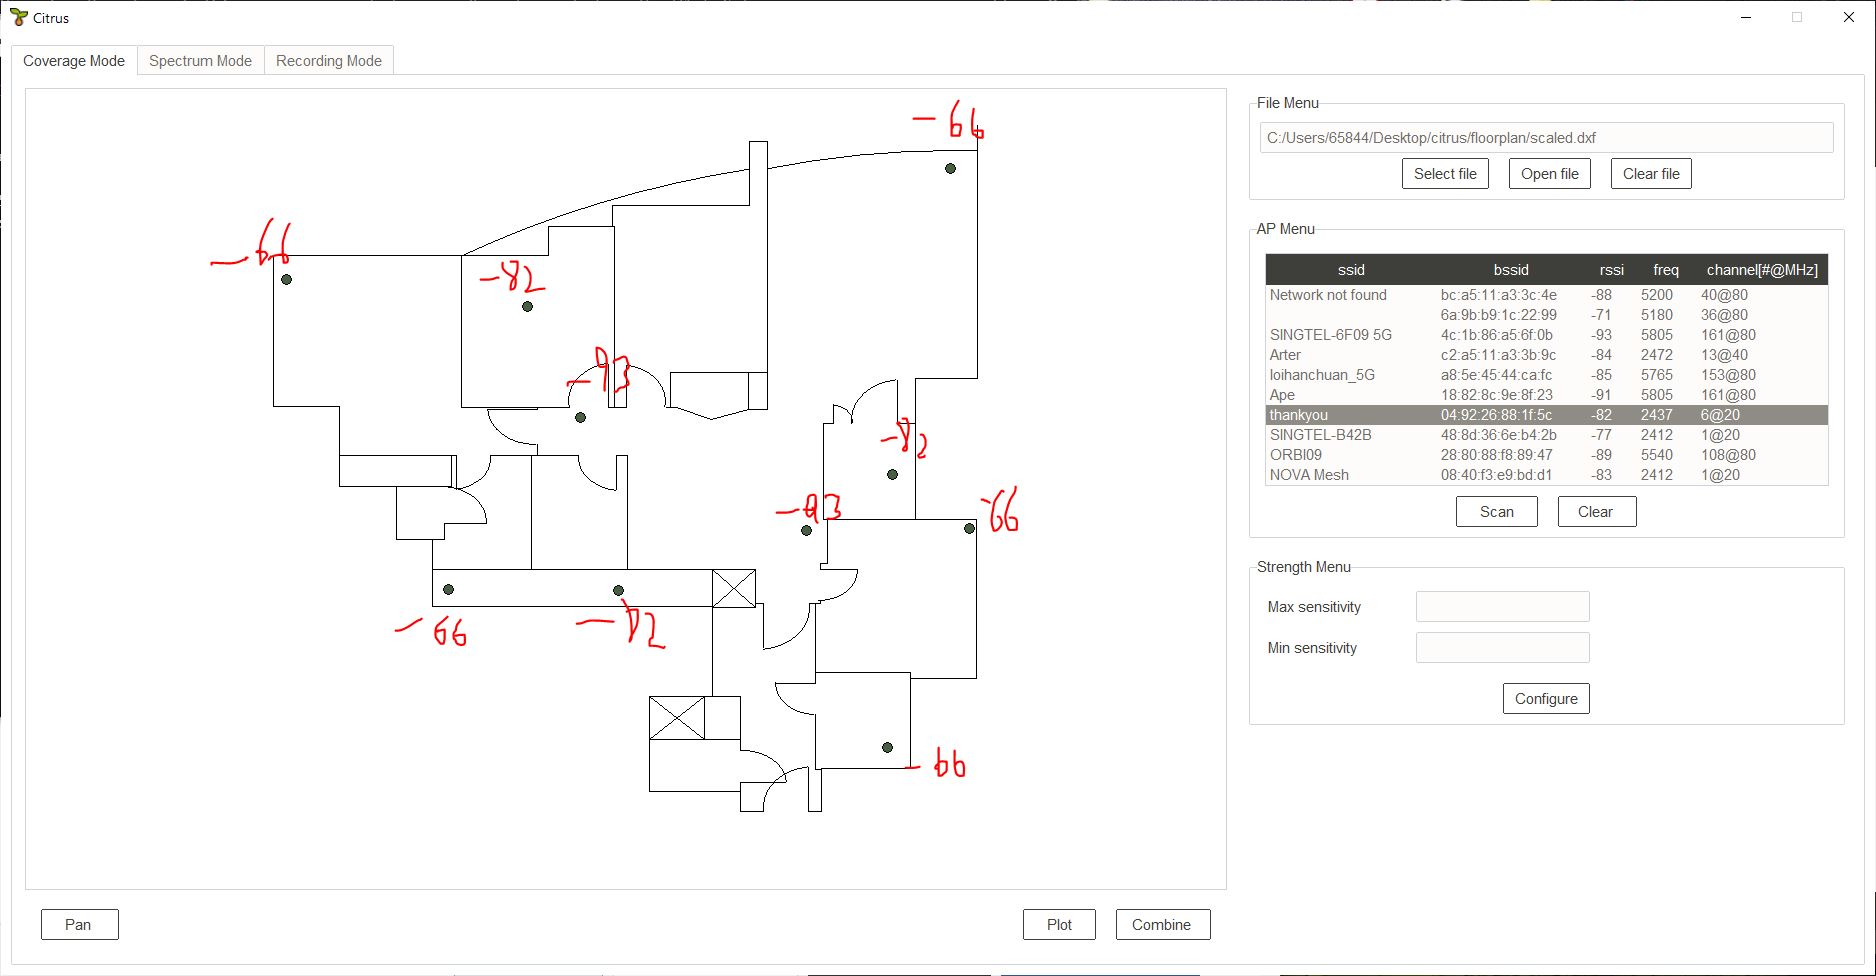 Citrus
Coverage Mode Spectrum Mode Recording Mode
-66
-66
-82
-93
-82
-93
-66
-66
-82
-66
Pan
Plot Combine
File Menu
C:/Users/65844/Desktop/citrus/floorplan/scaled.dxf
Select file Open file Clear file
AP Menu
ssid bssid rssi freq channel[#@MHz]
Network not found bc:a5:11:a3:3c:4e -88 5200 40@80
6a:9b:b9:1c:22:99 -71 5180 36@80
SINGTEL-6F09 5G 4c:1b:86:a5:6f:0b -93 5805 161@80
Arter c2:a5:11:a3:3b:9c -84 2472 13@40
loihanchuan_5G a8:5e:45:44:ca:fc -85 5765 153@80
Ape 18:82:8c:9e:8f:23 -91 5805 161@80
thankyou 04:92:26:88:1f:5c -82 2437 6@20
SINGTEL-B42B 48:8d:36:6e:b4:2b -77 2412 1@20
ORBI09 28:80:88:f8:89:47 -89 5540 108@80
NOVA Mesh 08:40:f3:e9:bd:d1 -83 2412 1@20
Scan Clear
Strength Menu
Max sensitivity
Min sensitivity
Configure